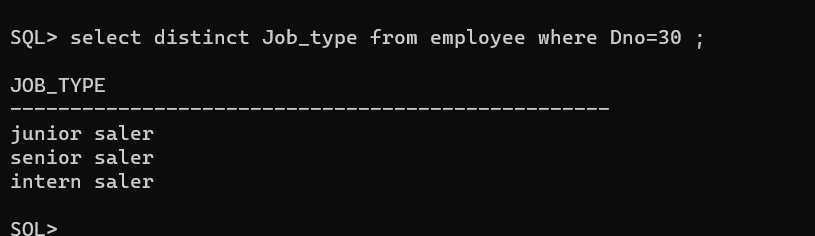 SQL> select distinct Job_type from employee where Dno=30 ;
JOB_TYPE
--------------------------------------------------
junior saler
senior saler
intern saler
SQL>